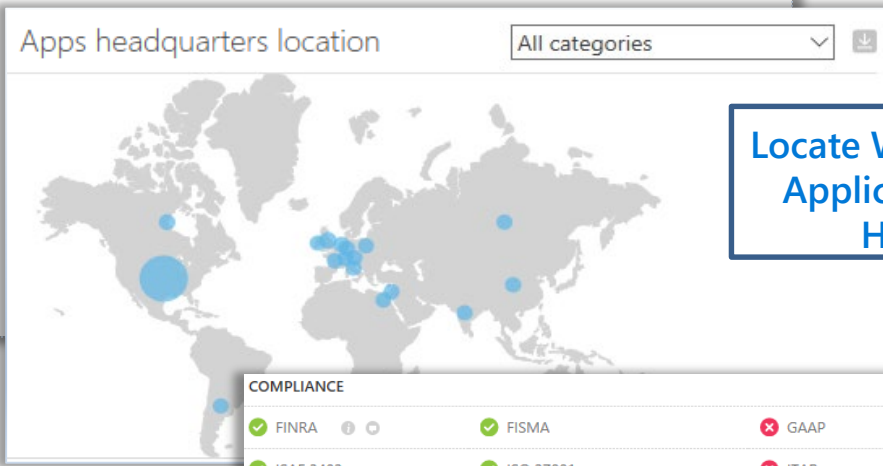 Apps headquarters location
All categories
Locate
Applic
H
COMPLIANCE
FINRA
FISMA
GAAP